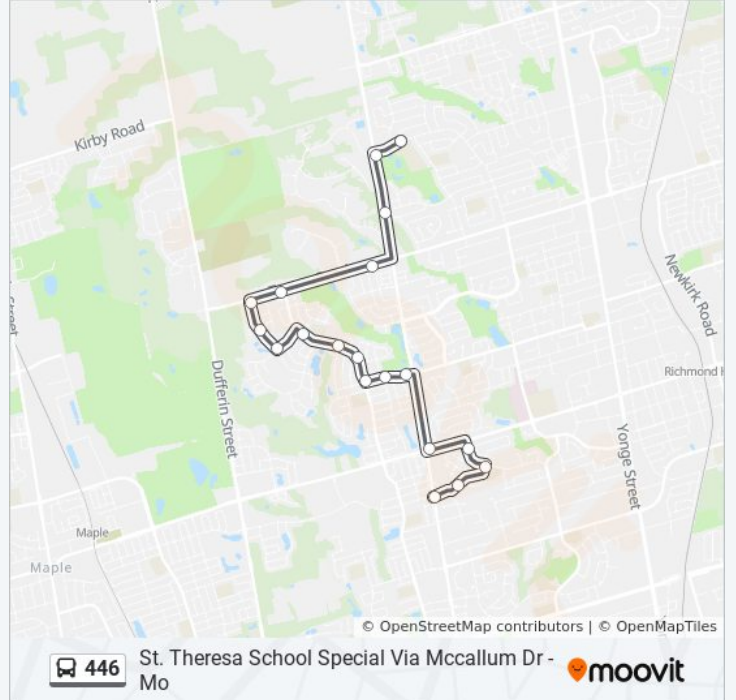 Kirby Road
Street
Newkirk Road
Dufferin Street
Richmond H
Yonge Street
Maple
Maple
© OpenStreetMap contributors | © OpenMapTiles
446
St. Theresa School Special Via Mccallum Dr -
Mo
moovit